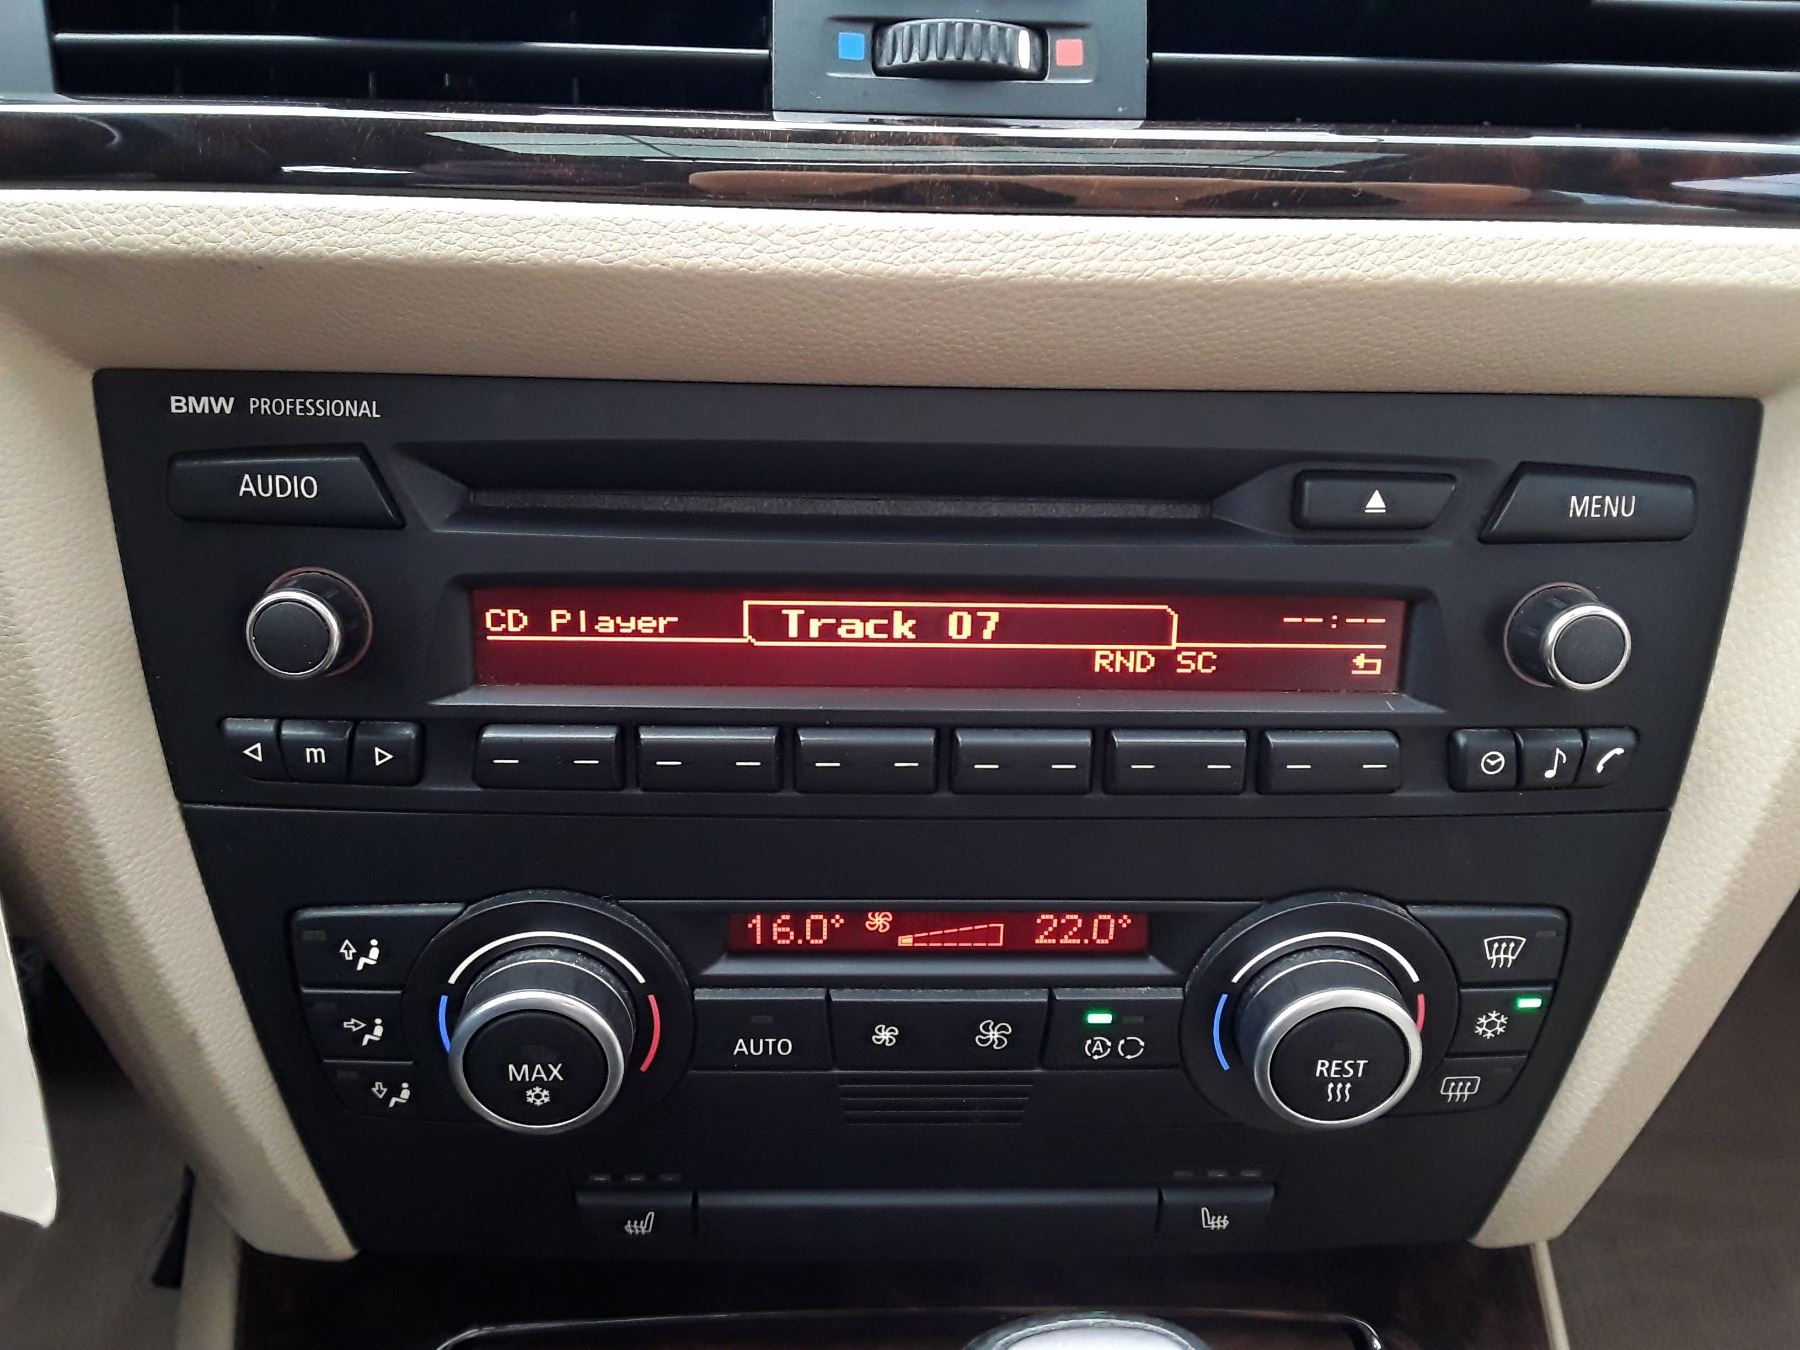 BMW PROFESSIONAL
AUDIO
MENU
CD Player Track 07 --:--
RND SC
m
16.0° 22.0°
AUTO
A
MAX
REST